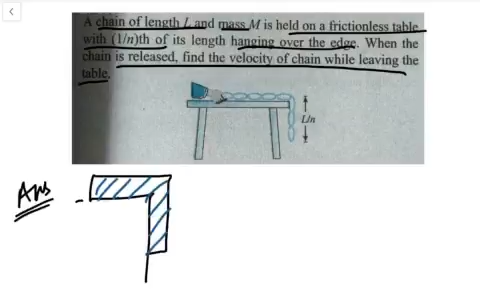 A chain of length L and mass M is held on a frictionless table
with (1/n)th of its length hanging over the edge. When the
chain is released, find the velocity of chain while leaving the
table.
L/n
Ans